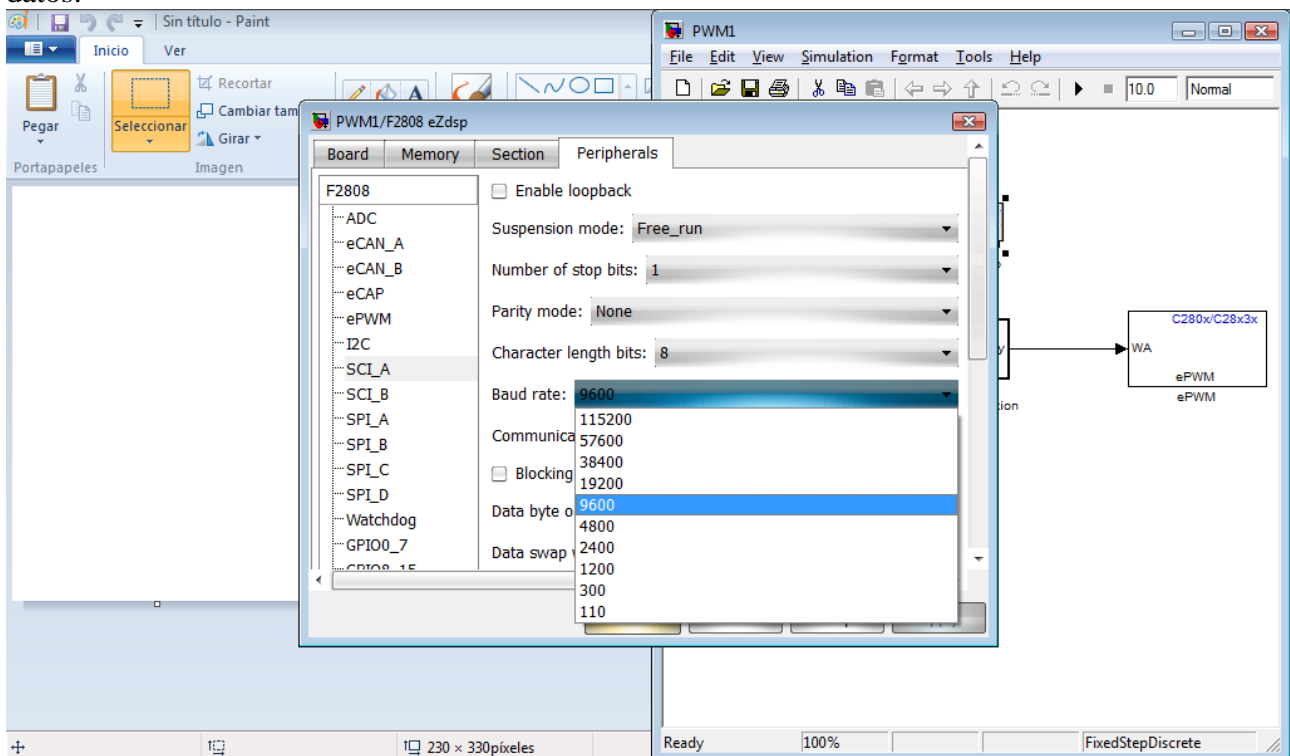 datos.
Sin título - Paint
Inicio Ver
Pegar
Seleccionar
Recortar
Cambiar tam
Girar
Portapapeles
Imagen
A
230 × 330píxeles
PWM1
File Edit View Simulation Format Tools Help
10.0 Normal
PWM1/F2808 eZdsp
Board Memory Section Peripherals
F2808
ADC
eCAN_A
eCAN_B
eCAP
ePWM
I2C
SCI_A
SCI_B
SPI_A
SPI_B
SPI_C
SPI_D
Watchdog
GPIO0_7
GPIO8_15
Enable loopback
Suspension mode: Free_run
Number of stop bits: 1
Parity mode: None
Character length bits: 8
Baud rate: 9600
115200
57600
38400
19200
9600
4800
2400
1200
300
110
Communica
Blocking
Data byte o
Data swap
C280x/C28x3x
WA
ePWM
ePWM
y
tion
Ready 100% FixedStepDiscrete